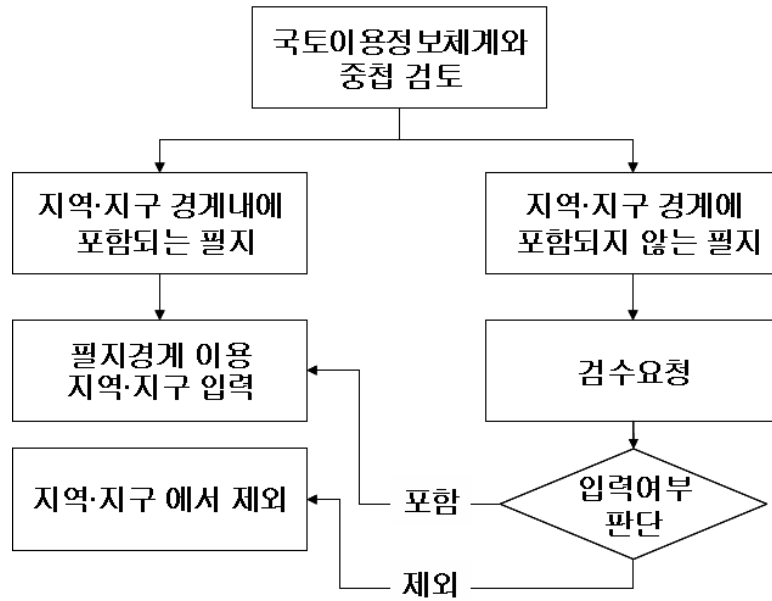 국토이용정보체계와
중첩 검토
지역·지구 경계내에
포함되는 필지
지역·지구 경계에
포함되지 않는 필지
필지경계 이용
지역·지구 입력
검수요청
지역·지구 에서 제외
포함
입력여부
판단
제외